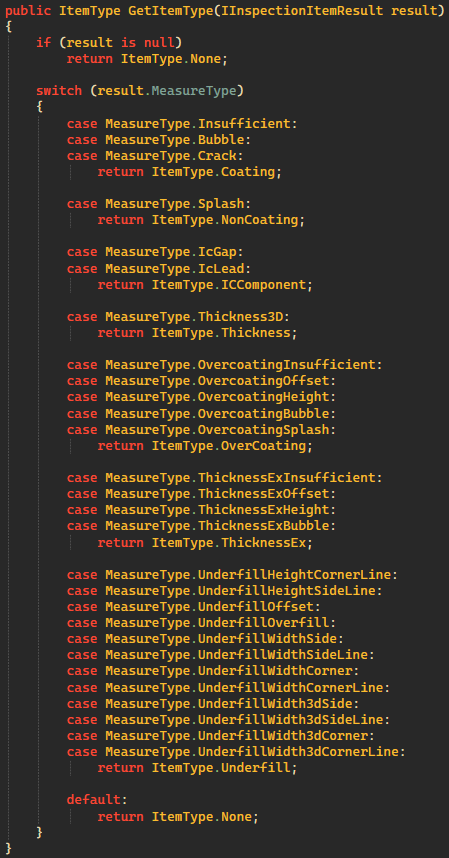 public ItemType GetItemType(IInspectionItemResult result)
{
if (result is null)
return ItemType.None;
switch (result.MeasureType)
{
case MeasureType.Insufficient:
case MeasureType.Bubble:
case MeasureType.Crack:
return ItemType.Coating;
case MeasureType.Splash:
return ItemType.NonCoating;
case MeasureType.IcGap:
case MeasureType.IcLead:
return ItemType.ICComponent;
case MeasureType.Thickness3D:
return ItemType.Thickness;
case MeasureType.OvercoatingInsufficient:
case MeasureType.OvercoatingOffset:
case MeasureType.OvercoatingHeight:
case MeasureType.OvercoatingBubble:
case MeasureType.OvercoatingSplash:
return ItemType.OverCoating;
case MeasureType.ThicknessExInsufficient:
case MeasureType.ThicknessExOffset:
case MeasureType.ThicknessExHeight:
case MeasureType.ThicknessExBubble:
return ItemType.ThicknessEx;
case MeasureType.UnderfillHeightCornerLine:
case MeasureType.UnderfillHeightSideLine:
case MeasureType.UnderfillOffset:
case MeasureType.UnderfillOverfill:
case MeasureType.UnderfillWidthSide:
case MeasureType.UnderfillWidthSideLine:
case MeasureType.UnderfillWidthCorner:
case MeasureType.UnderfillWidthCornerLine:
case MeasureType.UnderfillWidth3dSide:
case MeasureType.UnderfillWidth3dSideLine:
case MeasureType.UnderfillWidth3dCorner:
case MeasureType.UnderfillWidth3dCornerLine:
return ItemType.Underfill;
default:
return ItemType.None;
}
}